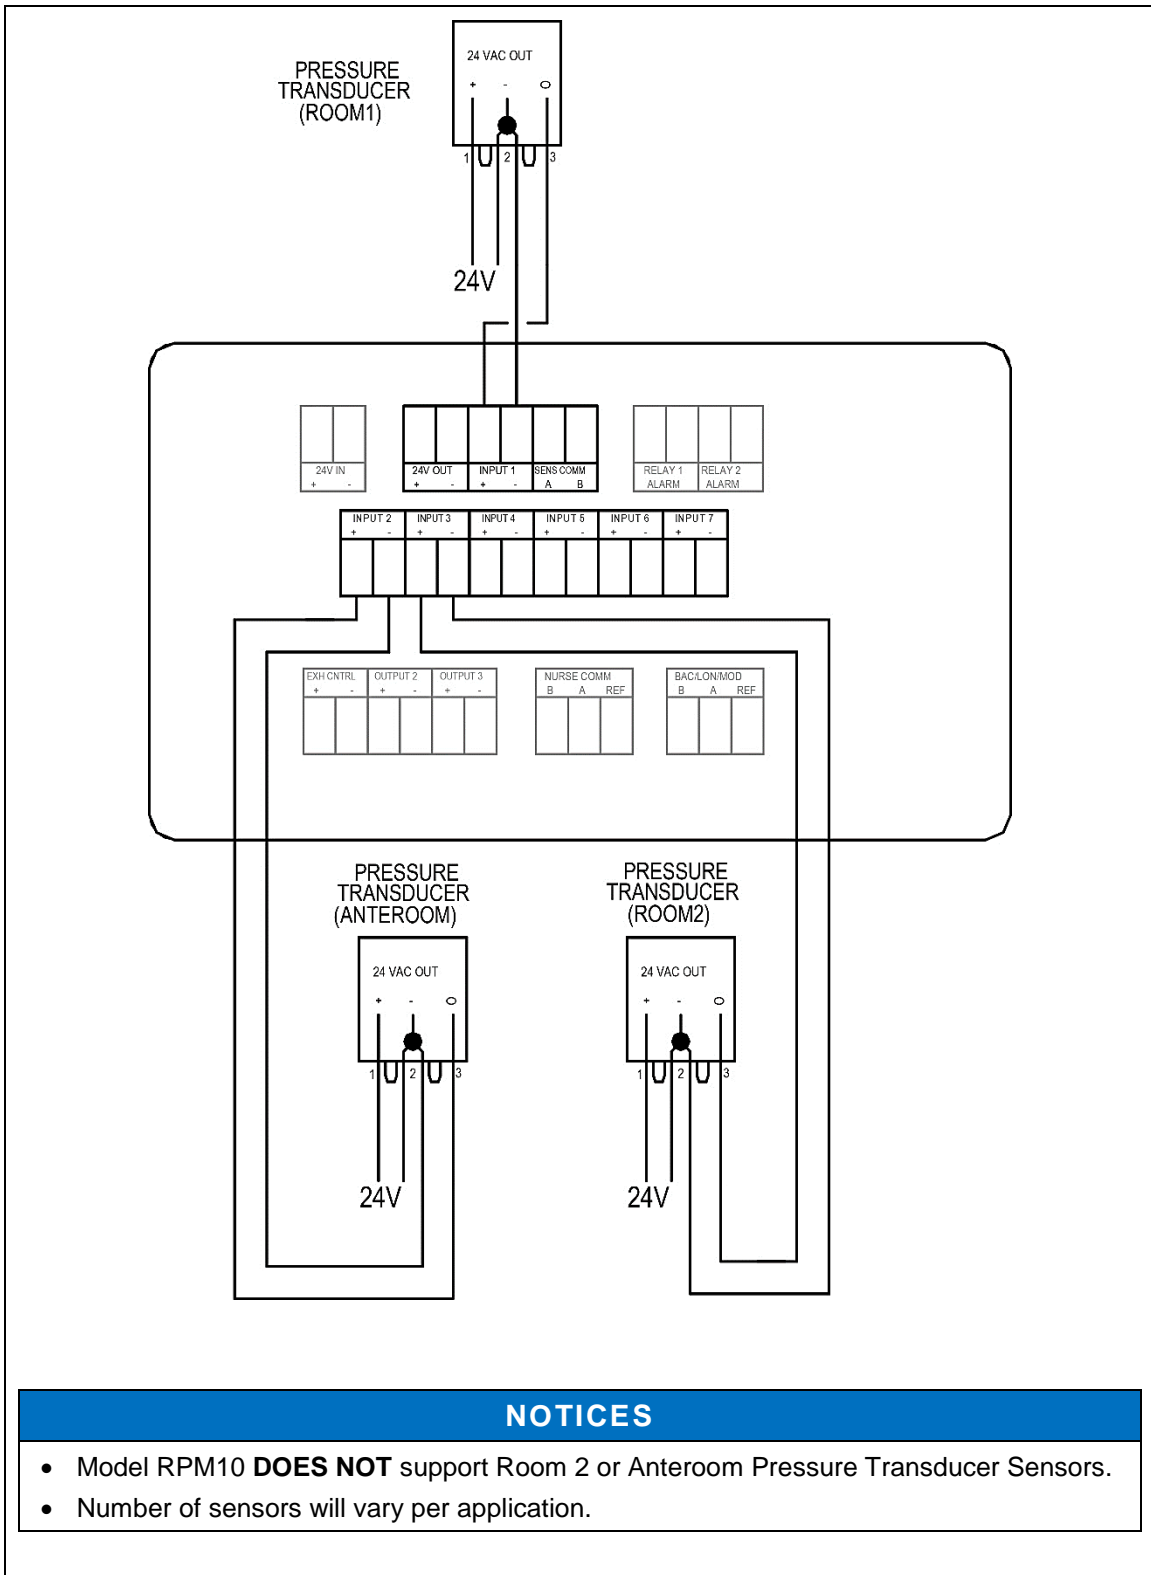 24 VAC OUT
+ - O
PRESSURE
TRANSDUCER
(ROOM1)
1 2 3
24V
24V IN
+ -
24V OUT INPUT 1 SENS COMM
+ - + - A B
RELAY 1 RELAY 2
ALARM ALARM
INPUT 2 INPUT 3 INPUT 4 INPUT 5 INPUT 6 INPUT 7
+ - + - + - + - + - + -
EXH CNTRL OUTPUT 2 OUTPUT 3
+ - + - + -
NURSE COMM
B A REF
BAC/LON/MOD
B A REF
PRESSURE
TRANSDUCER
(ANTEROOM)
24 VAC OUT
+ - O
1 2 3
24V
PRESSURE
TRANSDUCER
(ROOM2)
24 VAC OUT
+ - O
1 2 3
24V
NOTICES
• Model RPM10 DOES NOT support Room 2 or Anteroom Pressure Transducer Sensors.
• Number of sensors will vary per application.